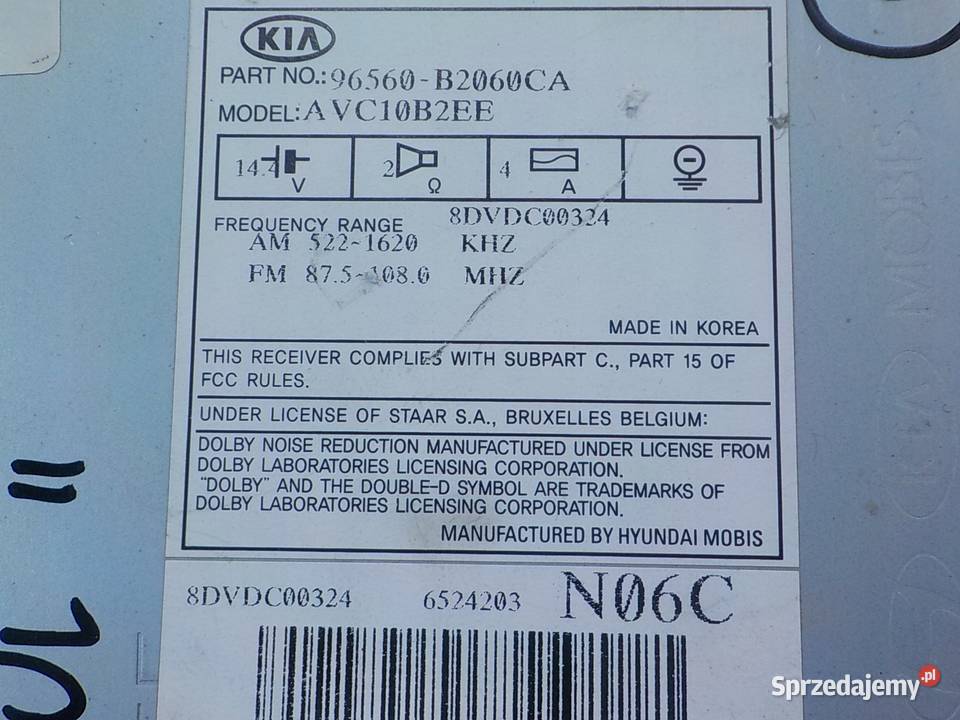 KIA
PART NO.: 96560-B2060CA
MODEL: AVC10B2EE
14.4 V 2 Ω 4 A
8DVDC00324
FREQUENCY RANGE
AM 522~1620 KHZ
FM 87.5~108.0 MHZ
MADE IN KOREA
THIS RECEIVER COMPLIES WITH SUBPART C., PART 15 OF
FCC RULES.
UNDER LICENSE OF STAAR S.A., BRUXELLES BELGIUM:
DOLBY NOISE REDUCTION MANUFACTURED UNDER LICENSE FROM
DOLBY LABORATORIES LICENSING CORPORATION.
"DOLBY" AND THE DOUBLE-D SYMBOL ARE TRADEMARKS OF
DOLBY LABORATORIES LICENSING CORPORATION.
MANUFACTURED BY HYUNDAI MOBIS
8DVDC00324 6524203 N06C
Sprzedajemy.pl